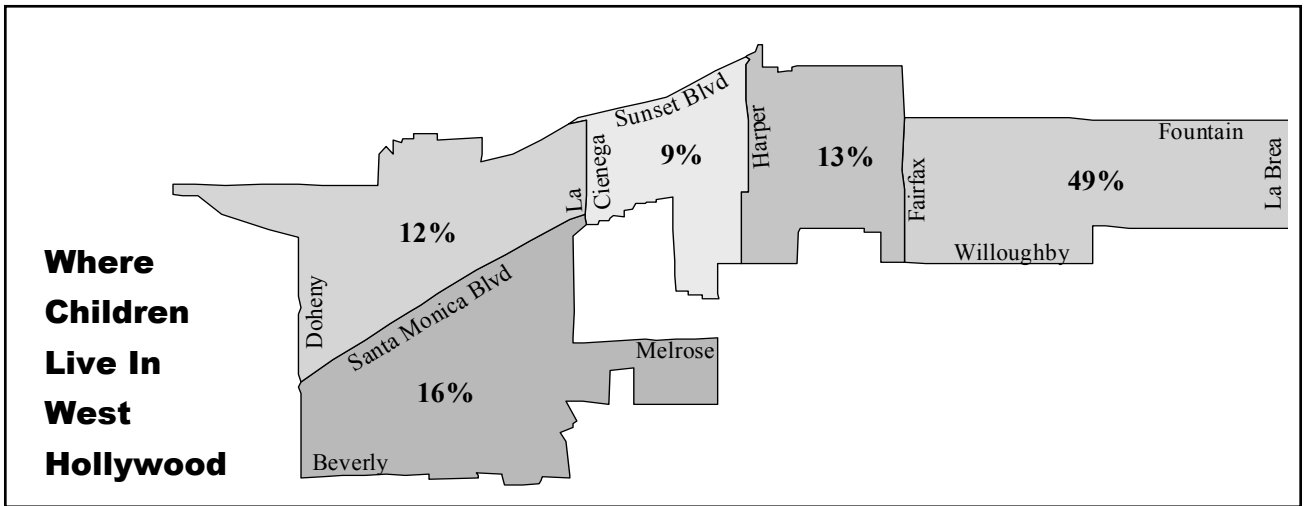 Where
Children
Live In
West
Hollywood
12%
Doheny
Santa Monica Blvd
16%
Beverly
Melrose
La
Cienega
Sunset Blvd
9%
Harper
13%
Fairfax
49%
Fountain
La Brea
Willoughby